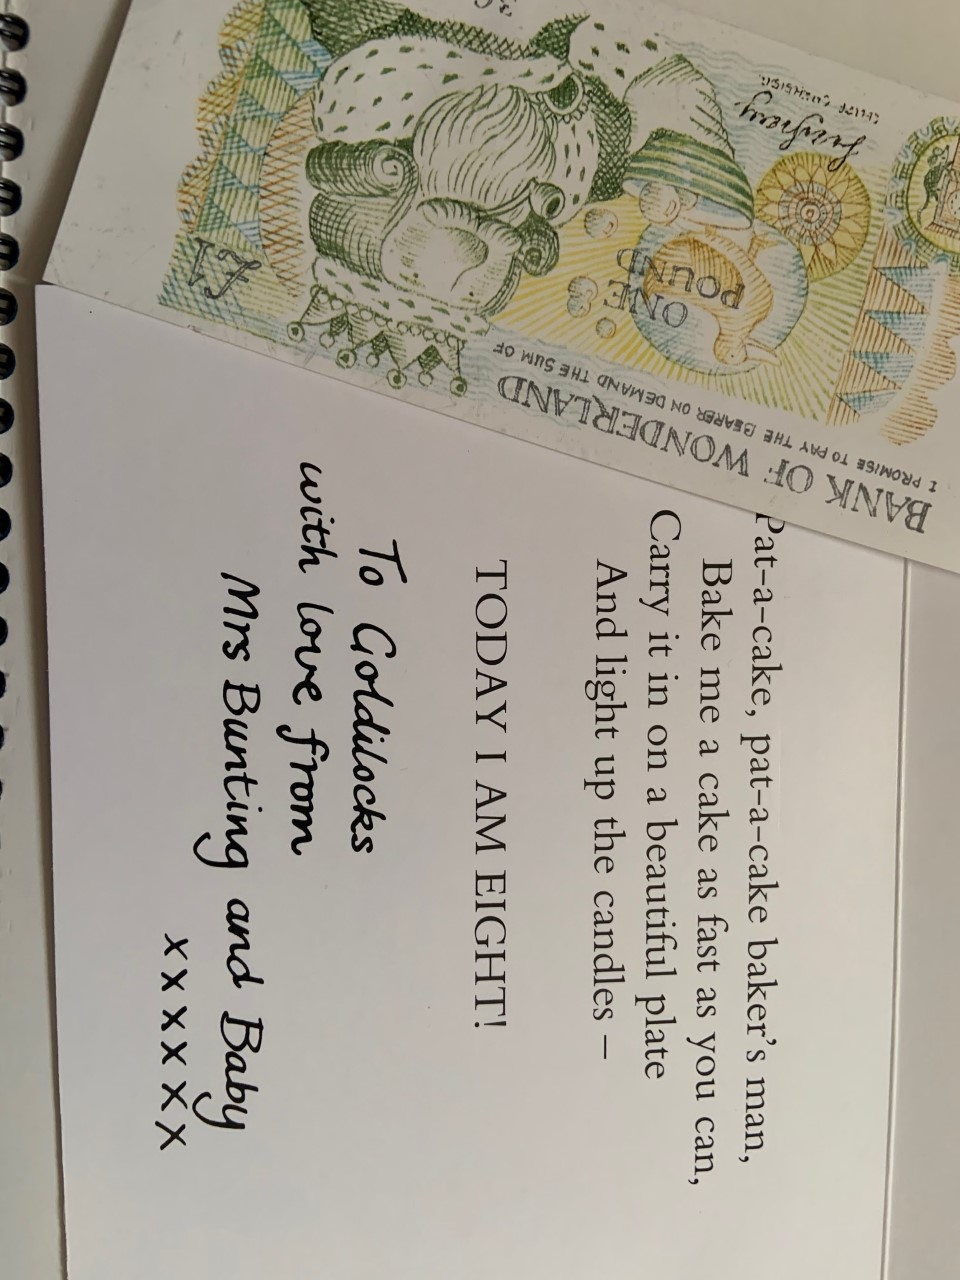 BANK OF WONDERLAND
I PROMISE TO PAY THE BEARER ON DEMAND THE SUM OF
ONE
POUND
£1
Pat-a-cake, pat-a-cake baker's man,
Bake me a cake as fast as you can,
Carry it in on a beautiful plate
And light up the candles –
TODAY I AM EIGHT!
To Goldilocks
with love from
Mrs Bunting and Baby
x x x x x x